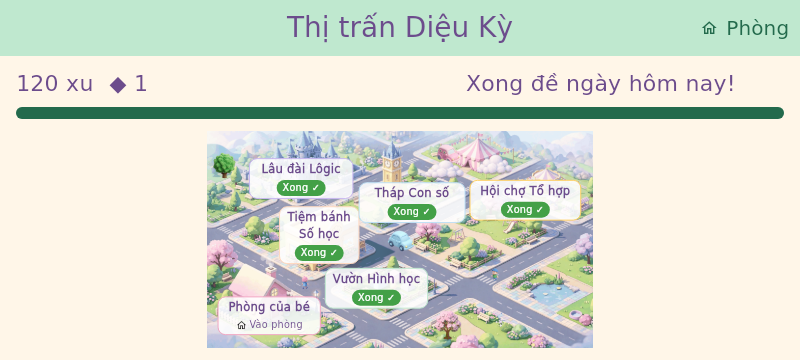 Thị trấn Diệu Kỳ
Phòng
120 xu ◆ 1
Xong đề ngày hôm nay!
Lâu đài Lôgic
Xong ✓
Tháp Con số
Xong ✓
Hội chợ Tổ hợp
Xong ✓
Tiệm bánh
Số học
Xong ✓
Vườn Hình học
Xong ✓
Phòng của bé
Vào phòng